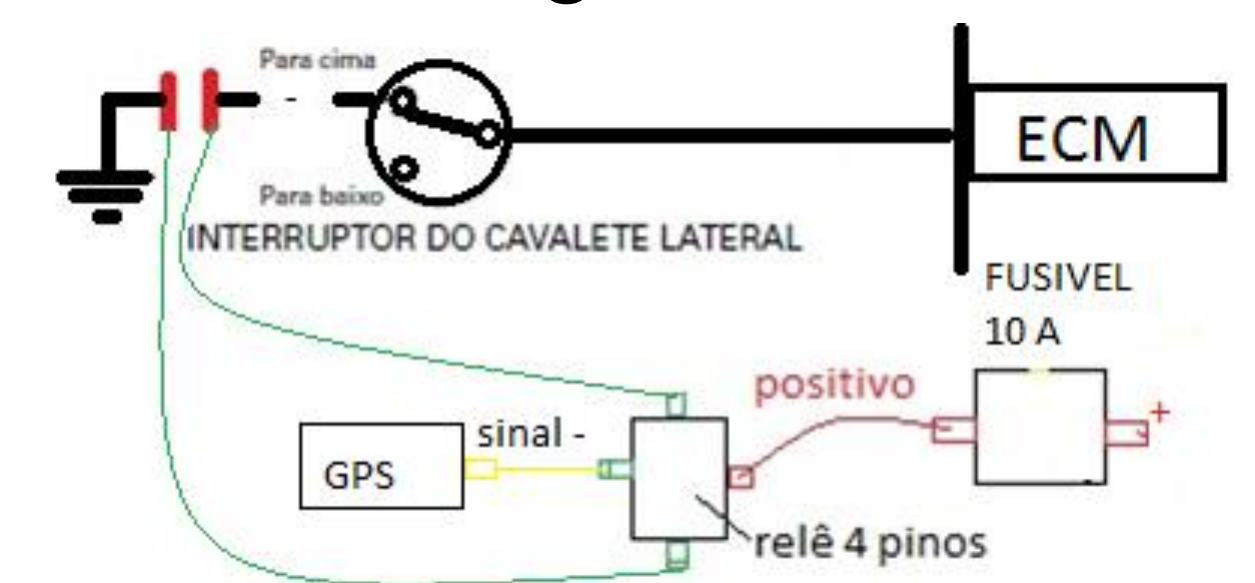 Para cima
-
ECM
Para baixo
INTERRUPTOR DO CAVALETE LATERAL
FUSIVEL
10 A
positivo
+
sinal -
GPS
relê 4 pinos